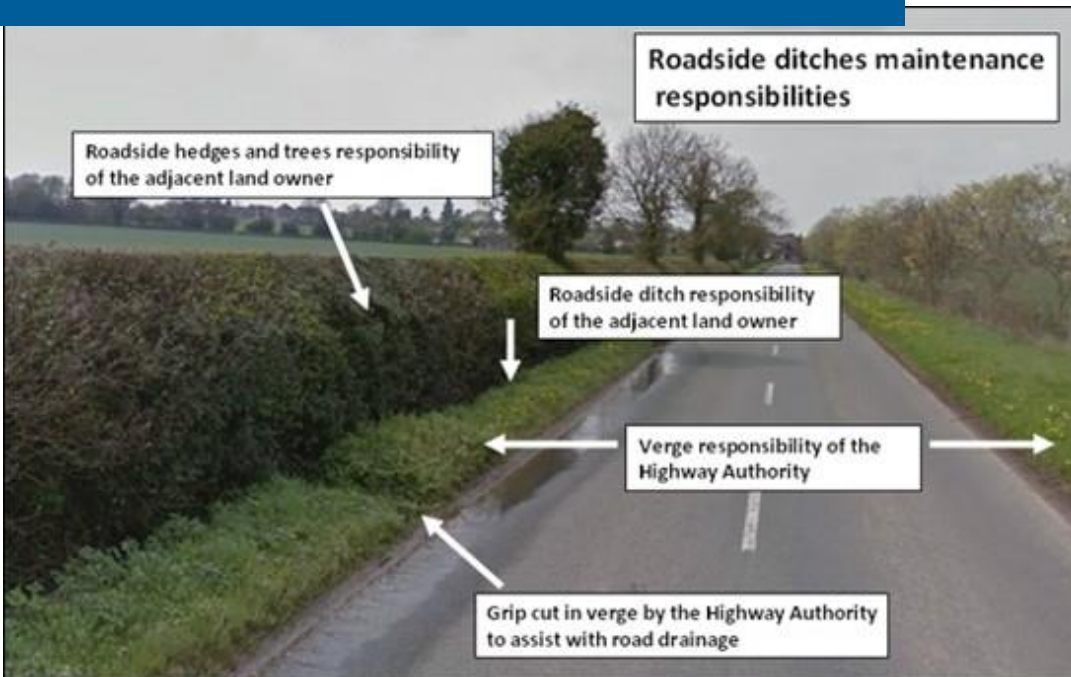 Roadside ditches maintenance
responsibilities
Roadside hedges and trees responsibility
of the adjacent land owner
Roadside ditch responsibility
of the adjacent land owner
Verge responsibility of the
Highway Authority
Grip cut in verge by the Highway Authority
to assist with road drainage